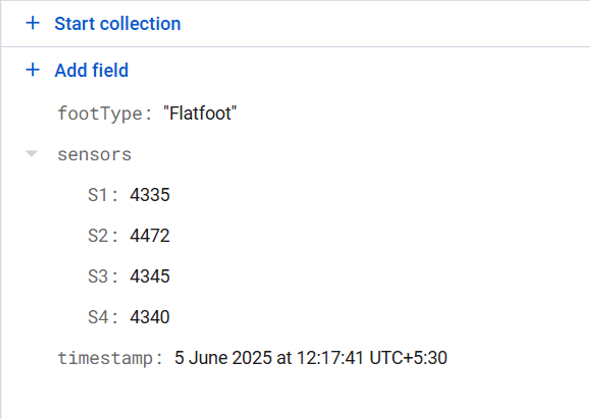 + Start collection
+ Add field
footType: "Flatfoot"
sensors
S1: 4335
S2: 4472
S3: 4345
S4: 4340
timestamp: 5 June 2025 at 12:17:41 UTC+5:30